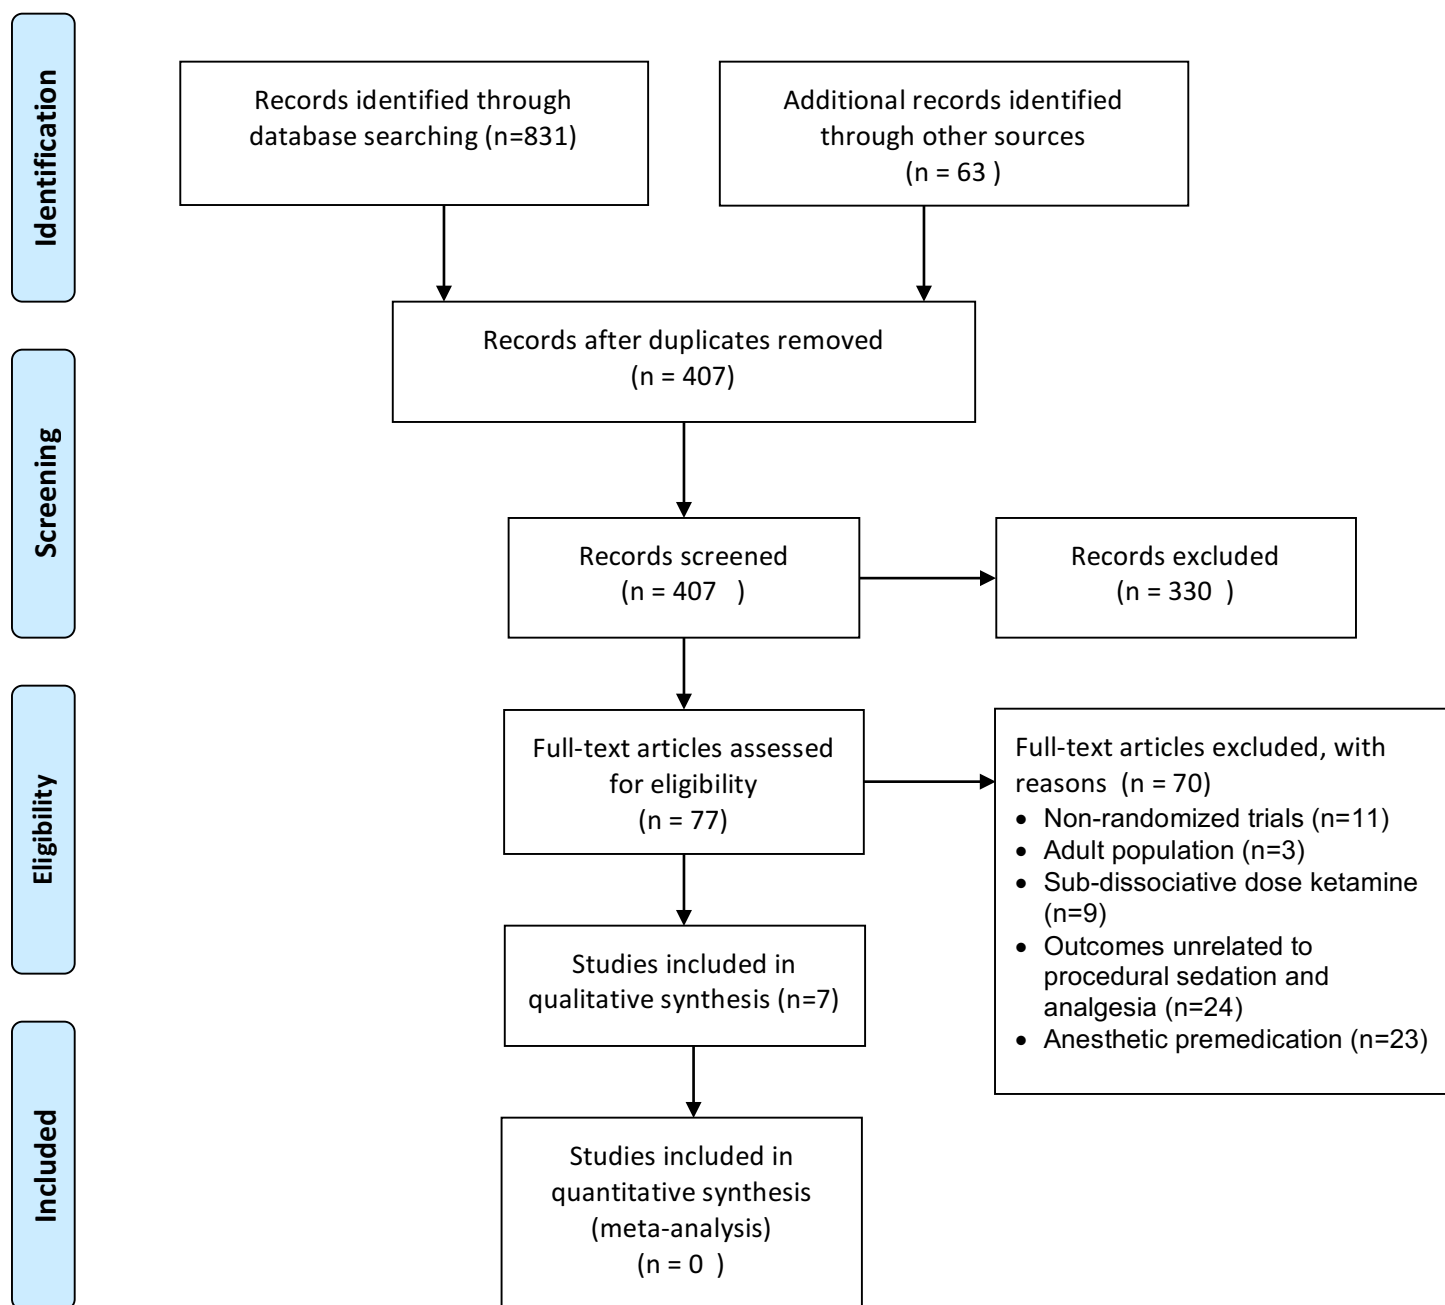 Identification
Records identified through
database searching (n=831)
Additional records identified
through other sources
(n = 63 )
Records after duplicates removed
(n = 407)
Screening
Records screened
(n = 407 )
Records excluded
(n = 330 )
Eligibility
Full-text articles assessed
for eligibility
(n = 77)
Full-text articles excluded, with
reasons (n = 70)
• Non-randomized trials (n=11)
• Adult population (n=3)
• Sub-dissociative dose ketamine
(n=9)
• Outcomes unrelated to
procedural sedation and
analgesia (n=24)
• Anesthetic premedication (n=23)
Studies included in
qualitative synthesis (n=7)
Included
Studies included in
quantitative synthesis
(meta-analysis)
(n = 0 )